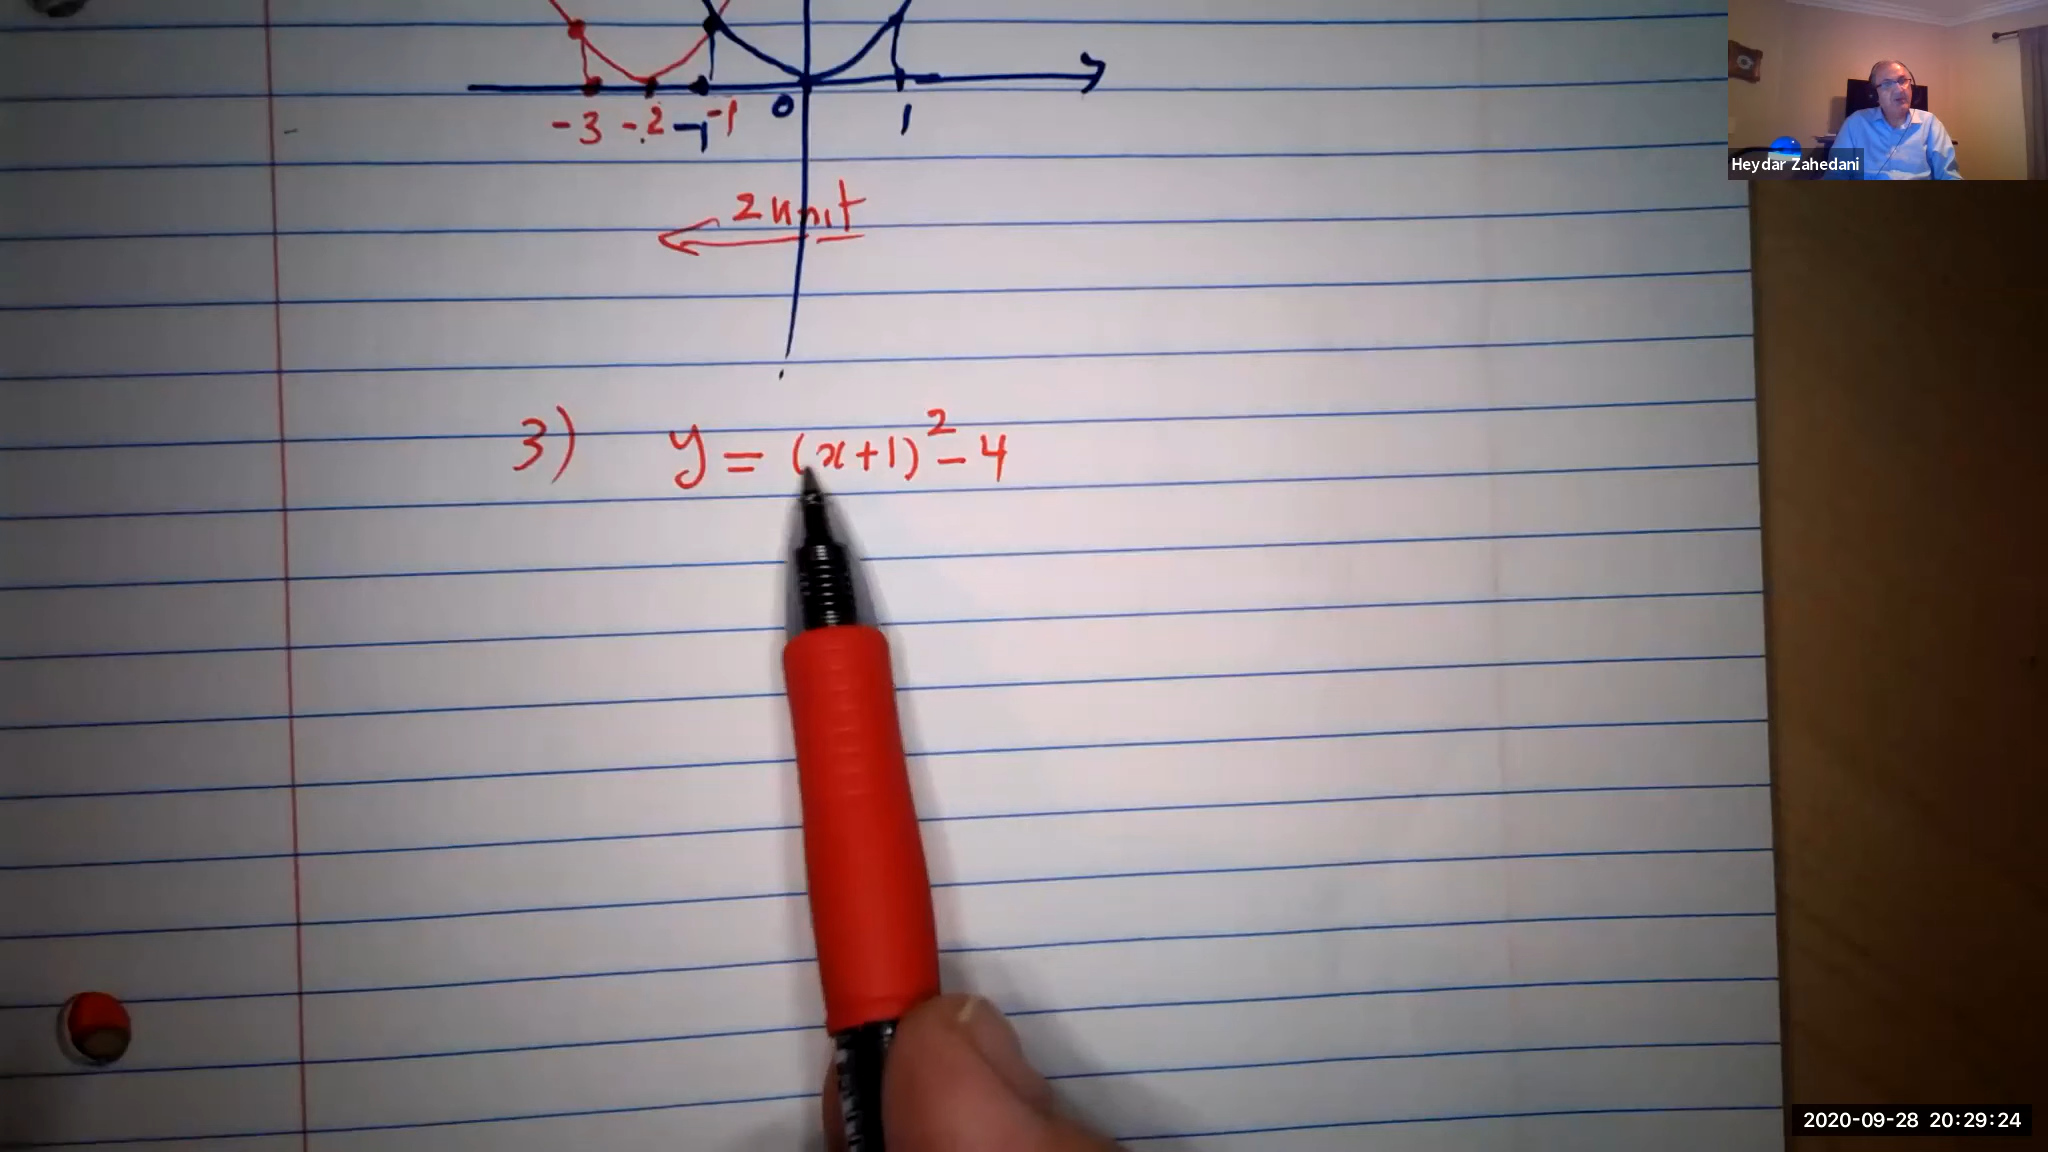 Heydar Zahedani
-3 -2 -1 -1 0 1
2 unit
3) y = (x+1)² - 4
2020-09-28 20:29:24